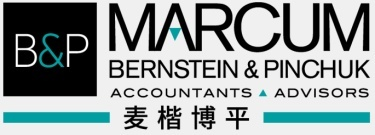 B&P
MARCUM
BERNSTEIN & PINCHUK
ACCOUNTANTS ADVISORS
麦楷博平